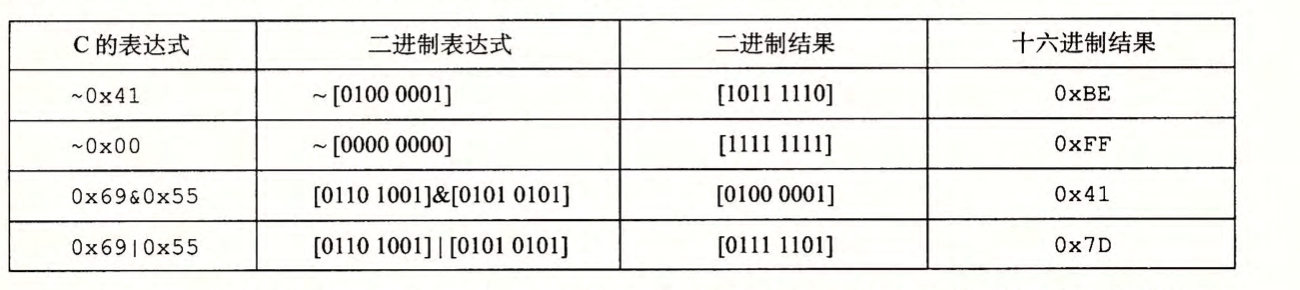 C 的表达式 二进制表达式 二进制结果 十六进制结果
~0x41 ~ [0100 0001] [1011 1110] 0xBE
~0x00 ~ [0000 0000] [1111 1111] 0xFF
0x69&0x55 [0110 1001]&[0101 0101] [0100 0001] 0x41
0x69|0x55 [0110 1001] | [0101 0101] [0111 1101] 0x7D